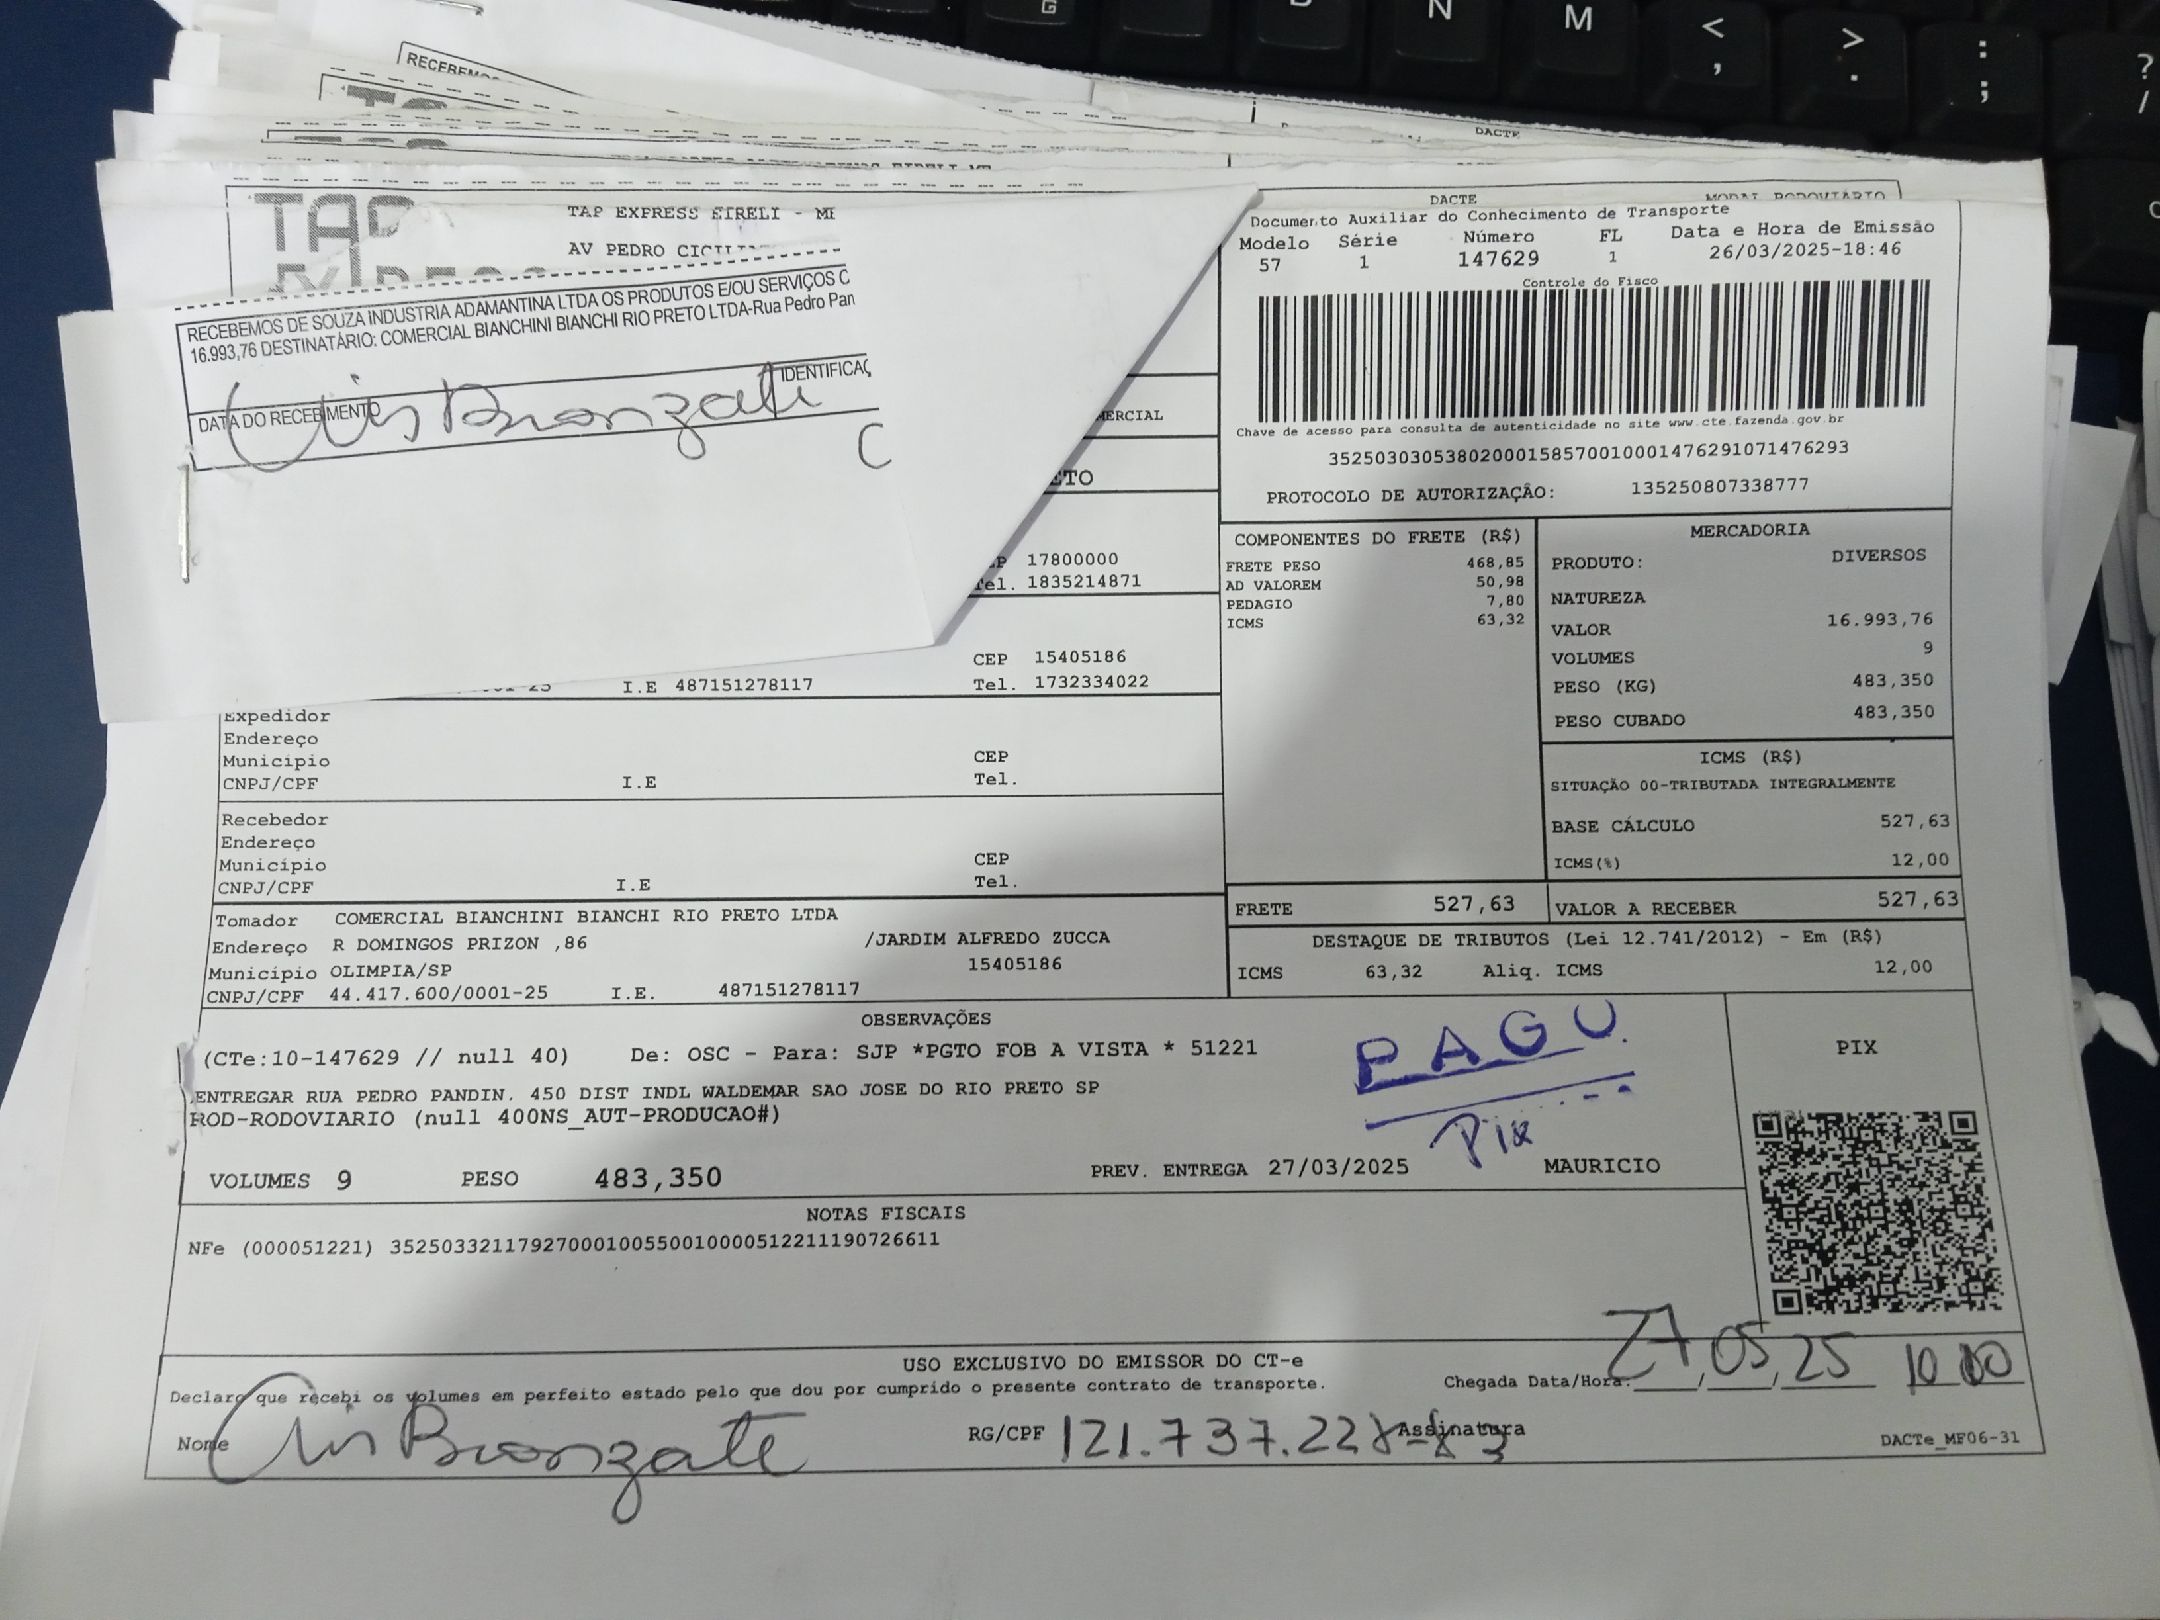 RECEBEMOS
DACTE
TAP
TAP EXPRESS EIRELI - ME
AV PEDRO
RECEBEMOS DE SOUZA INDUSTRIA ADAMANTINA LTDA OS PRODUTOS E/OU SERVIÇOS C
16.993,76 DESTINATÁRIO: COMERCIAL BIANCHINI BIANCHI RIO PRETO LTDA-Rua Pedro Pan
DATA DO RECEBIMENTO
IDENTIFICAÇ
C
MERCIAL
ETO
17800000
Tel. 1835214871
CEP 15405186
I.E 487151278117 Tel. 1732334022
Expedidor
Endereço
Município CEP
CNPJ/CPF I.E Tel.
Recebedor
Endereço
Município CEP
CNPJ/CPF I.E Tel.
Tomador COMERCIAL BIANCHINI BIANCHI RIO PRETO LTDA
Endereço R DOMINGOS PRIZON ,86 /JARDIM ALFREDO ZUCCA
Município OLIMPIA/SP 15405186
CNPJ/CPF 44.417.600/0001-25 I.E. 487151278117
DACTE MODAL RODOVIÁRIO
Documento Auxiliar do Conhecimento de Transporte
Modelo Série Número FL Data e Hora de Emissão
57 1 147629 1 26/03/2025-18:46
Controle do Fisco
Chave de acesso para consulta de autenticidade no site www.cte.fazenda.gov.br
35250303053802000158570010001476291071476293
PROTOCOLO DE AUTORIZAÇÃO: 135250807338777
COMPONENTES DO FRETE (R$)
FRETE PESO 468,85
AD VALOREM 50,98
PEDAGIO 7,80
ICMS 63,32
MERCADORIA
PRODUTO: DIVERSOS
NATUREZA
VALOR 16.993,76
VOLUMES 9
PESO (KG) 483,350
PESO CUBADO 483,350
ICMS (R$)
SITUAÇÃO 00-TRIBUTADA INTEGRALMENTE
BASE CÁLCULO 527,63
ICMS(%) 12,00
FRETE 527,63 VALOR A RECEBER 527,63
DESTAQUE DE TRIBUTOS (Lei 12.741/2012) - Em (R$)
ICMS 63,32 Aliq. ICMS 12,00
OBSERVAÇÕES
(CTe:10-147629 // null 40) De: OSC - Para: SJP *PGTO FOB A VISTA * 51221
ENTREGAR RUA PEDRO PANDIN. 450 DIST INDL WALDEMAR SAO JOSE DO RIO PRETO SP
ROD-RODOVIARIO (null 400NS_AUT-PRODUCAO#)
PAGO
Pix
PIX
VOLUMES 9 PESO 483,350 PREV. ENTREGA 27/03/2025 MAURICIO
NOTAS FISCAIS
NFe (000051221) 35250332117927000100550010000512211190726611
USO EXCLUSIVO DO EMISSOR DO CT-e
Declaro que recebi os volumes em perfeito estado pelo que dou por cumprido o presente contrato de transporte.
Chegada Data/Hora: 27,05,25 10 00
Nome RG/CPF 121.737.228 Assinatura
DACTe_MF06-31